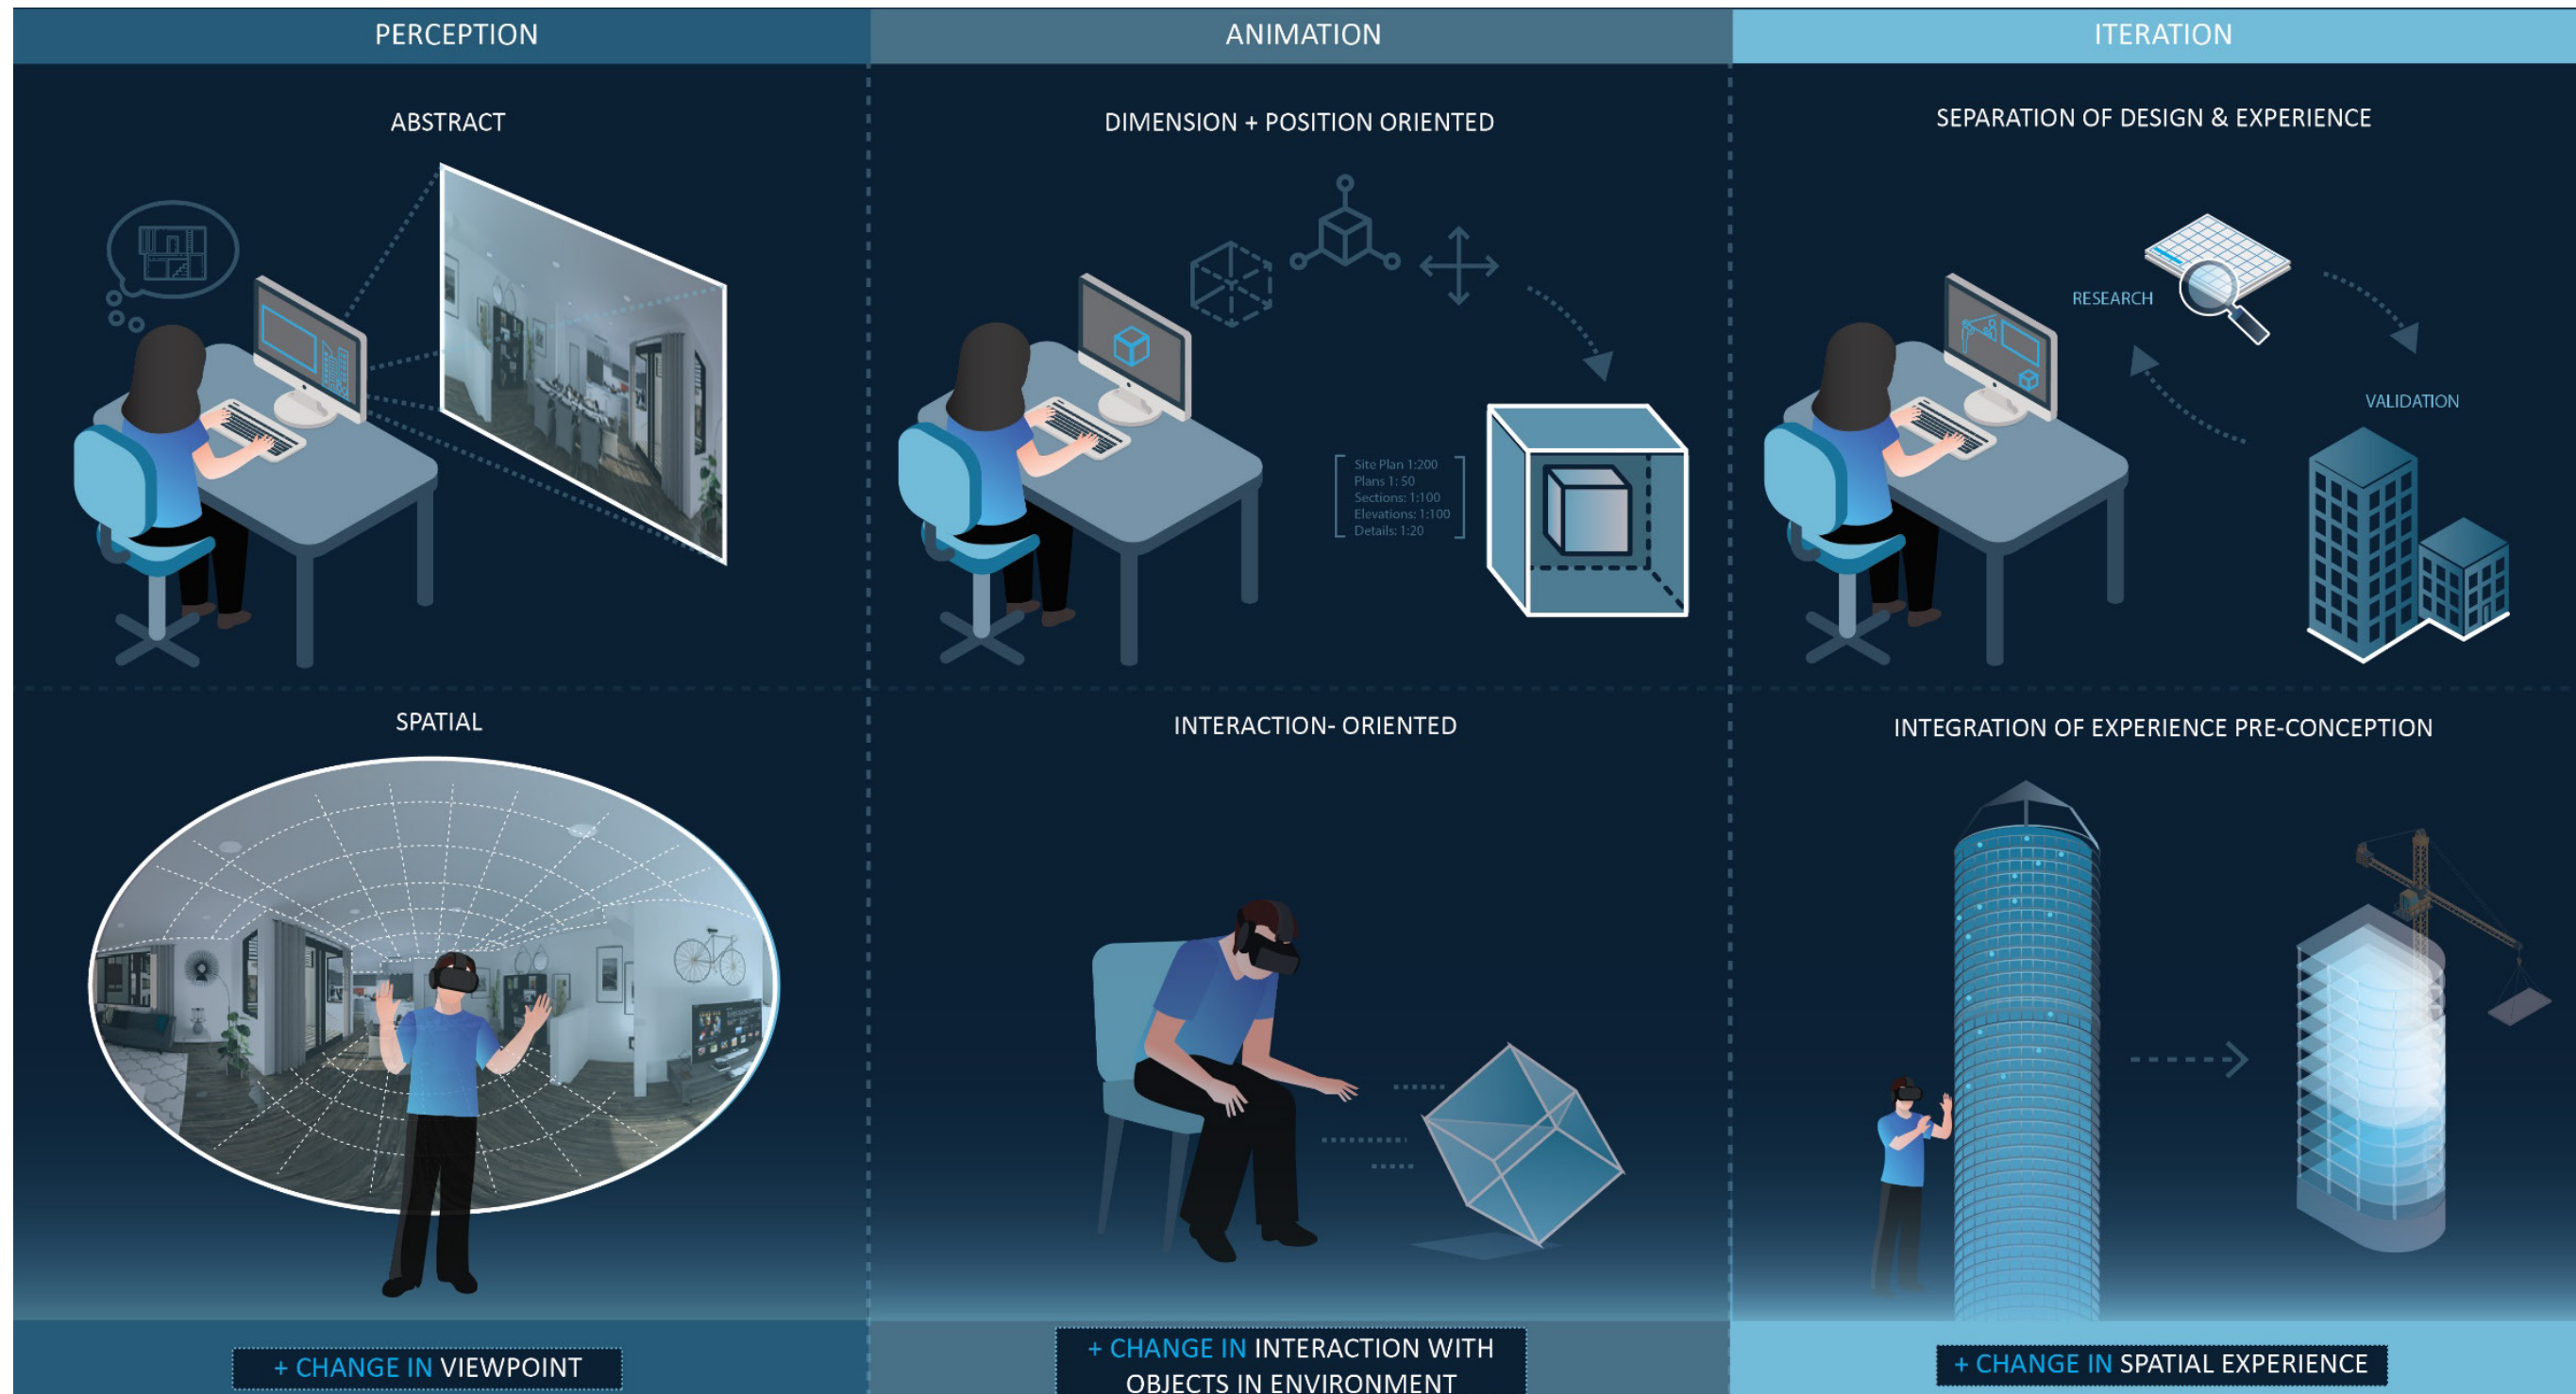 PERCEPTION
ANIMATION
ITERATION
ABSTRACT
DIMENSION + POSITION ORIENTED
Site Plan 1:200
Plans 1: 50
Sections: 1:100
Elevations: 1:100
Details: 1:20
SEPARATION OF DESIGN & EXPERIENCE
RESEARCH
VALIDATION
SPATIAL
INTERACTION- ORIENTED
INTEGRATION OF EXPERIENCE PRE-CONCEPTION
+ CHANGE IN VIEWPOINT
+ CHANGE IN INTERACTION WITH
OBJECTS IN ENVIRONMENT
+ CHANGE IN SPATIAL EXPERIENCE